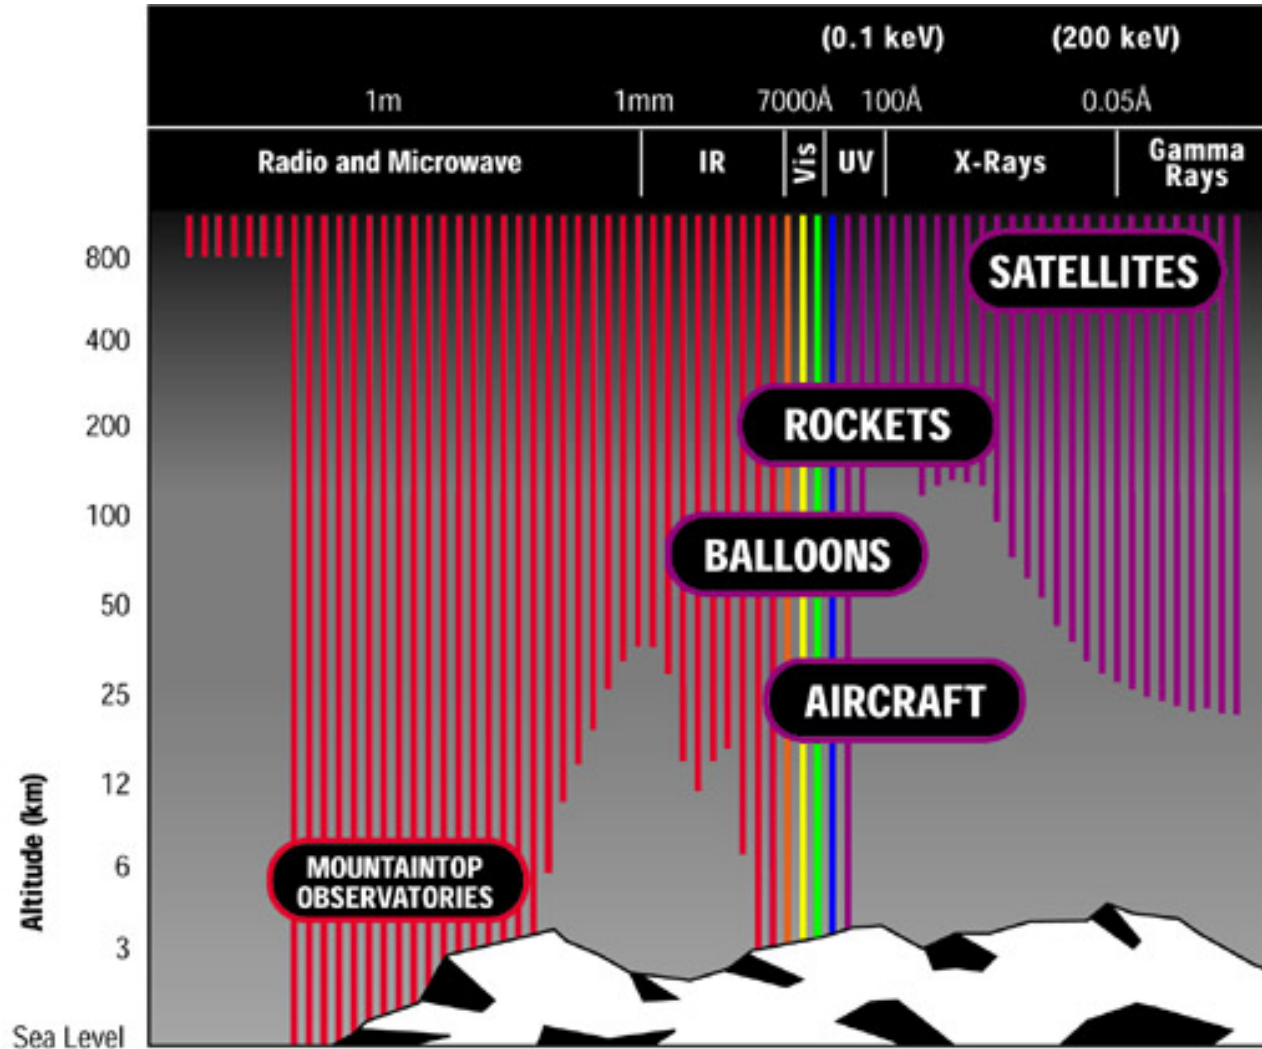 (0.1 keV) (200 keV)
1m 1mm 7000Å 100Å 0.05Å
Radio and Microwave IR Vis UV X-Rays Gamma
Rays
800
SATELLITES
400
200
ROCKETS
100
BALLOONS
50
25
AIRCRAFT
12
Altitude (km)
6
MOUNTAINTOP
OBSERVATORIES
3
Sea Level